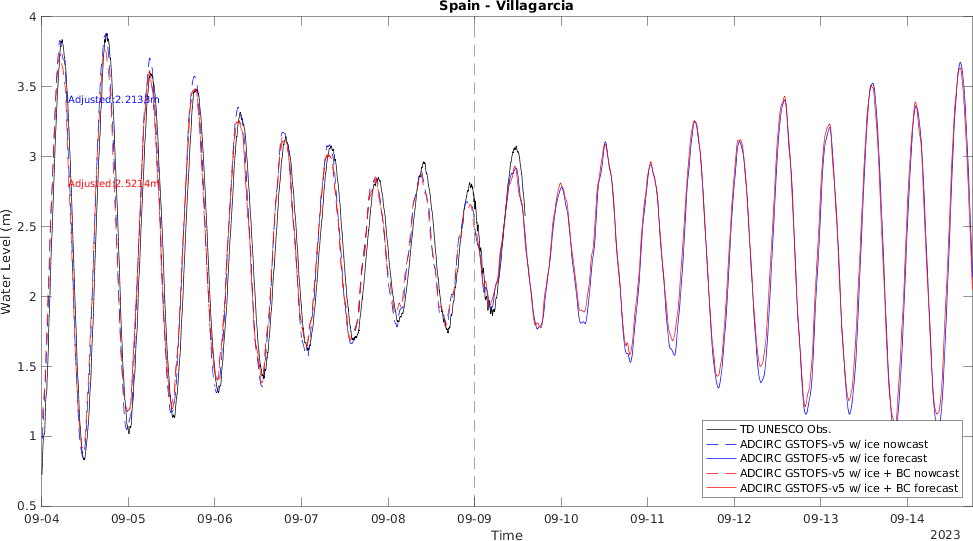 Spain - Villagarcia
4
3.5
3
2.5
2
1.5
1
0.5
Water Level (m)
Adjusted:2.2133m
Adjusted:2.5214m
TD UNESCO Obs.
ADCIRC GSTOFS-v5 w/ ice nowcast
ADCIRC GSTOFS-v5 w/ ice forecast
ADCIRC GSTOFS-v5 w/ ice + BC nowcast
ADCIRC GSTOFS-v5 w/ ice + BC forecast
09-04 09-05 09-06 09-07 09-08 09-09 09-10 09-11 09-12 09-13 09-14
Time
2023